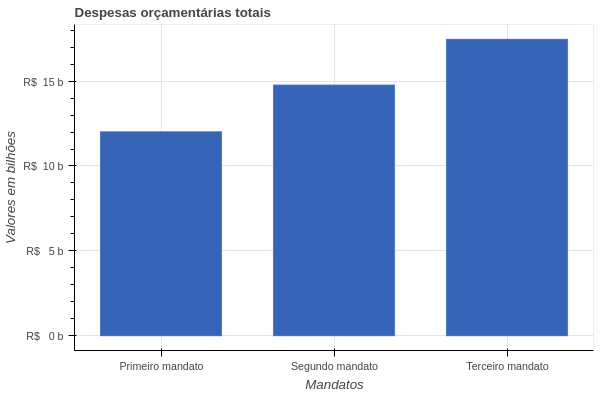 Despesas orçamentárias totais
Valores em bilhões
R$ 15 b
R$ 10 b
R$ 5 b
R$ 0 b
Primeiro mandato
Segundo mandato
Terceiro mandato
Mandatos